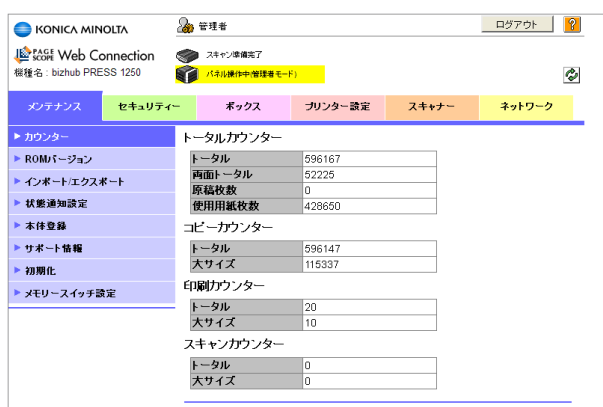 KONICA MINOLTA
管理者
ログアウト
?
PAGE SCOPE Web Connection
スキャン準備完了
機種名 : bizhub PRESS 1250
パネル操作中(管理者モード)
メンテナンス セキュリティー ボックス プリンター設定 スキャナー ネットワーク
カウンター
ROMバージョン
インポート/エクスポート
状態通知設定
本体登録
サポート情報
初期化
メモリースイッチ設定
トータルカウンター
トータル 596167
両面トータル 52225
原稿枚数 0
使用用紙枚数 428650
コピーカウンター
トータル 596147
大サイズ 115337
印刷カウンター
トータル 20
大サイズ 10
スキャンカウンター
トータル 0
大サイズ 0